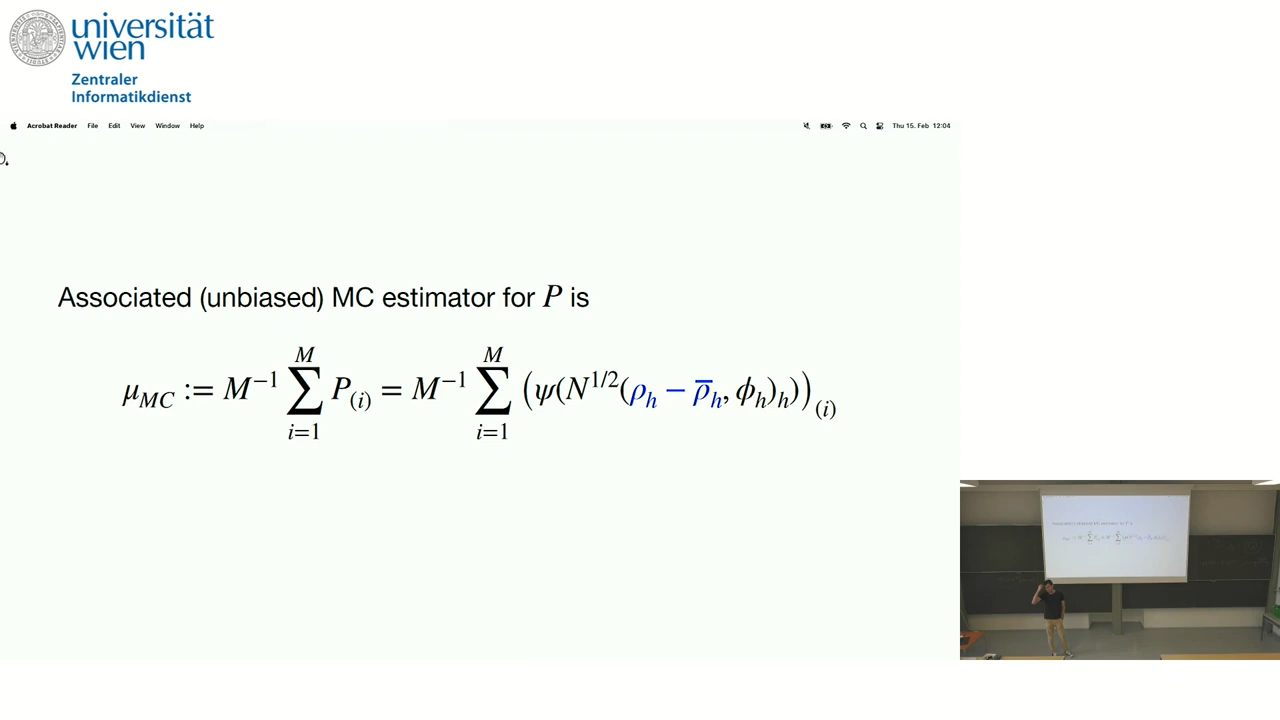 universität
wien
Zentraler
Informatikdienst
Acrobat Reader File Edit View Window Help Thu 15. Feb 12:04
Associated (unbiased) MC estimator for P is
μ_MC := M^{-1} ∑_{i=1}^{M} P_{(i)} = M^{-1} ∑_{i=1}^{M} (ψ(N^{1/2}(ρ_h − ρ̄_h, ϕ_h)_h))_{(i)}